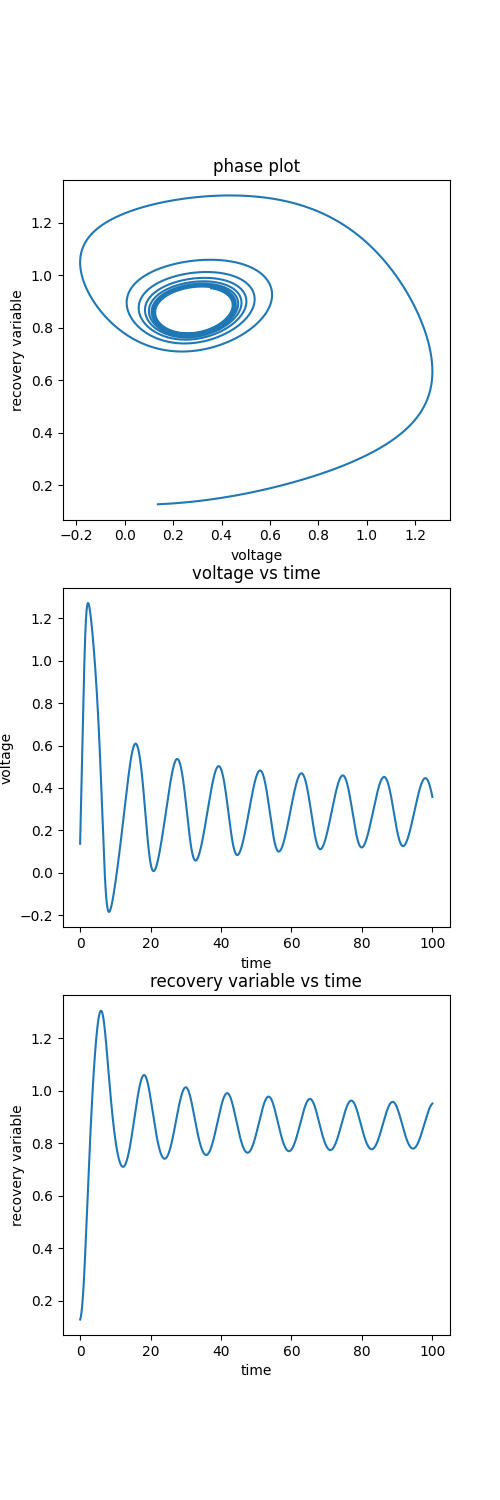 phase plot
1.2
1.0
0.8
0.6
0.4
0.2
recovery variable
−0.2 0.0 0.2 0.4 0.6 0.8 1.0 1.2
voltage
voltage vs time
1.2
1.0
0.8
0.6
0.4
0.2
0.0
−0.2
voltage
0 20 40 60 80 100
time
recovery variable vs time
1.2
1.0
0.8
0.6
0.4
0.2
recovery variable
0 20 40 60 80 100
time